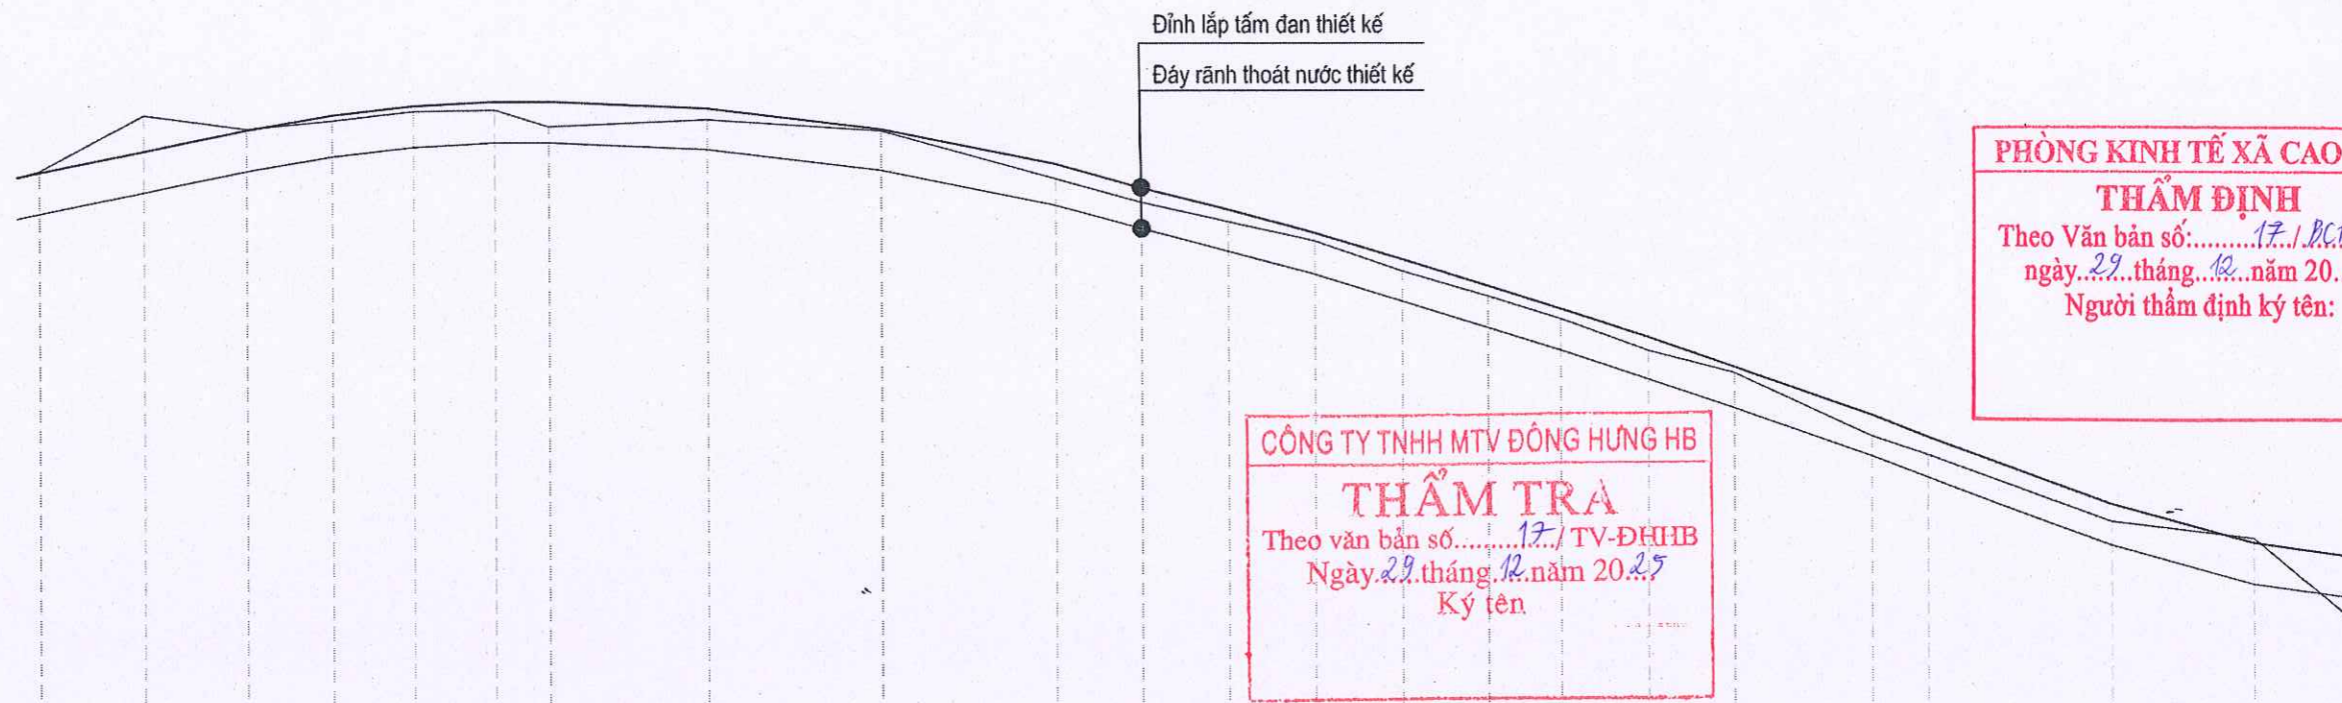 Đỉnh lắp tấm đan thiết kế
Đáy rãnh thoát nước thiết kế
PHÒNG KINH TẾ XÃ CAO
THẨM ĐỊNH
Theo Văn bản số:.........17../.BC
ngày..29..tháng..12..năm 20.
Người thẩm định ký tên:
CÔNG TY TNHH MTV ĐÔNG HƯNG HB
THẨM TRA
Theo văn bản số.........17../ TV-ĐHHB
Ngày.29.tháng.12.năm 20.25
Ký tên